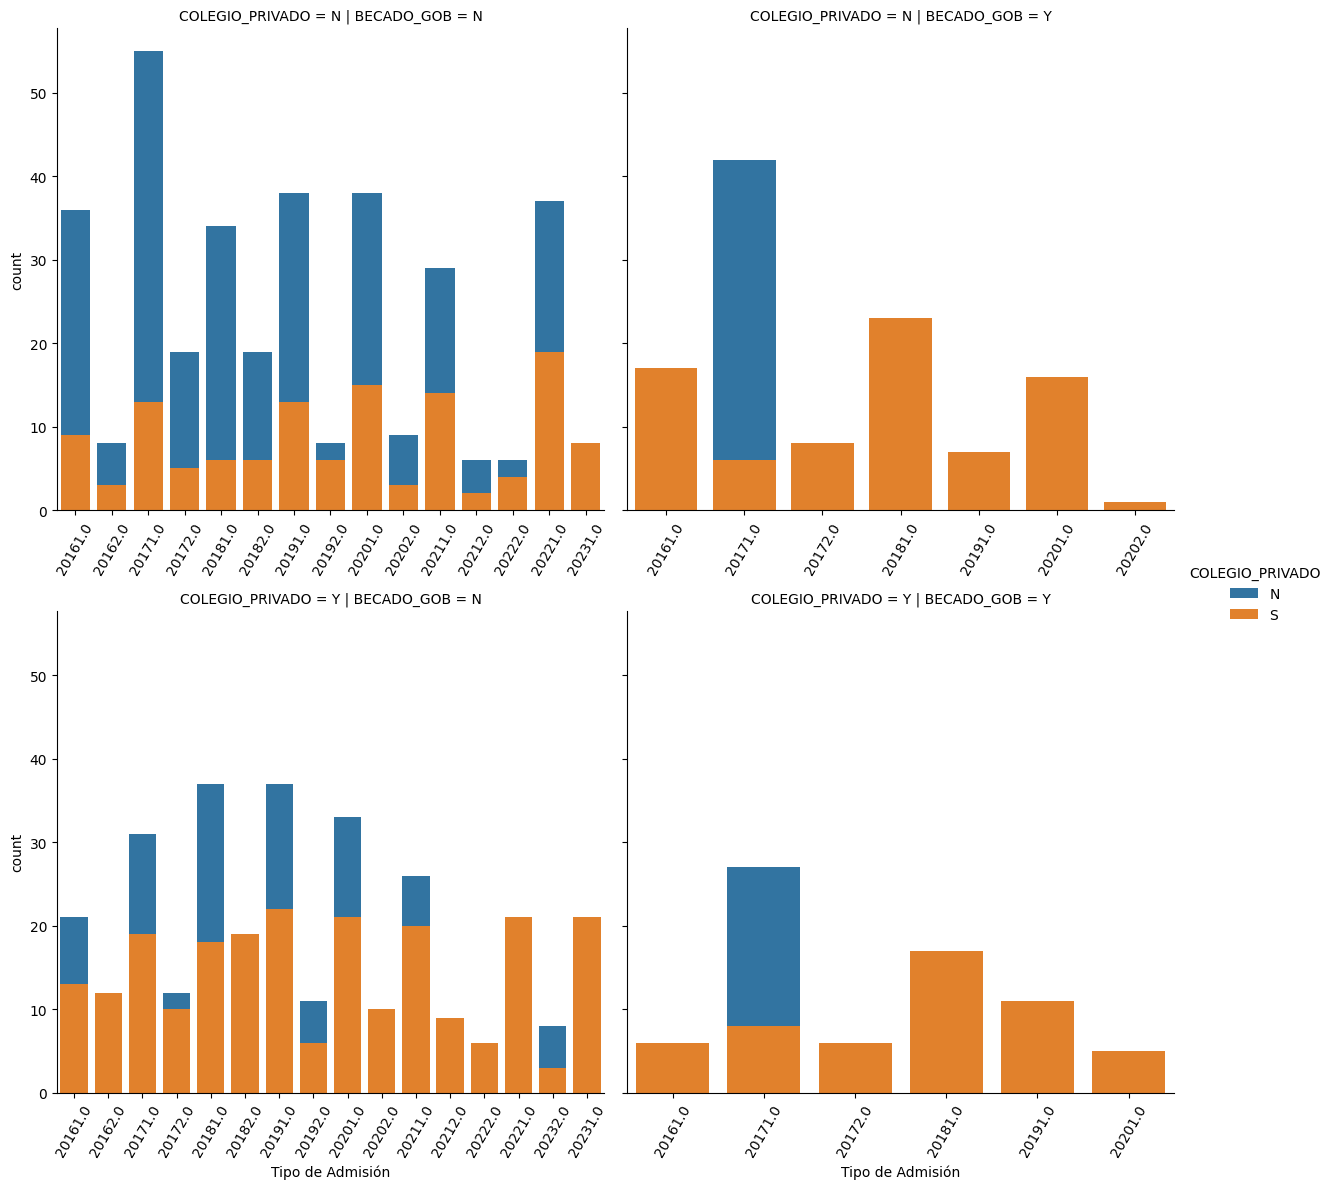 COLEGIO_PRIVADO = N | BECADO_GOB = N
COLEGIO_PRIVADO = N | BECADO_GOB = Y
count
50
40
30
20
10
0
20161.0 20162.0 20171.0 20172.0 20181.0 20182.0 20191.0 20192.0 20201.0 20202.0 20211.0 20212.0 20222.0 20221.0 20231.0
20161.0 20171.0 20172.0 20181.0 20191.0 20201.0 20202.0
COLEGIO_PRIVADO
N
S
COLEGIO_PRIVADO = Y | BECADO_GOB = N
COLEGIO_PRIVADO = Y | BECADO_GOB = Y
count
50
40
30
20
10
0
20161.0 20162.0 20171.0 20172.0 20181.0 20182.0 20191.0 20192.0 20201.0 20202.0 20211.0 20212.0 20222.0 20221.0 20232.0 20231.0
20161.0 20171.0 20172.0 20181.0 20191.0 20201.0
Tipo de Admisión
Tipo de Admisión